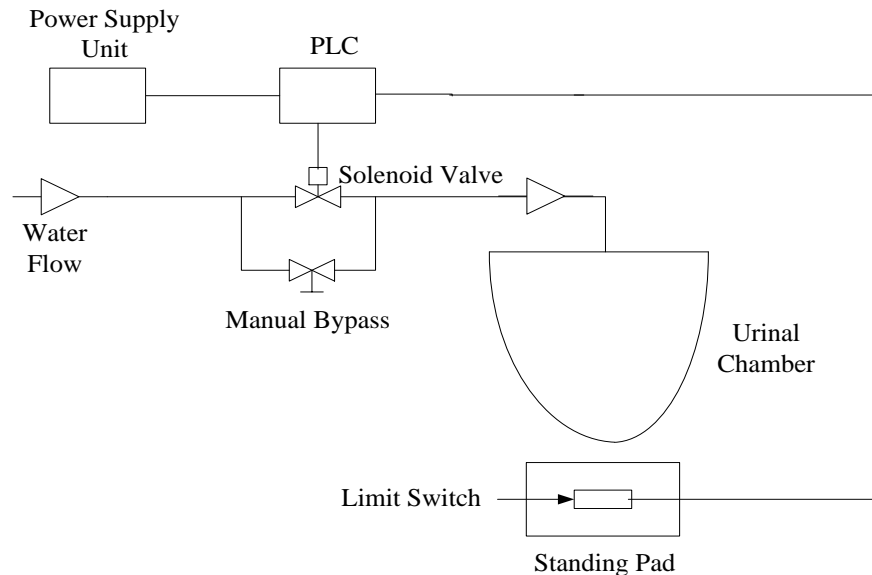 Power Supply
Unit
PLC
Solenoid Valve
Water
Flow
Manual Bypass
Urinal
Chamber
Limit Switch
Standing Pad